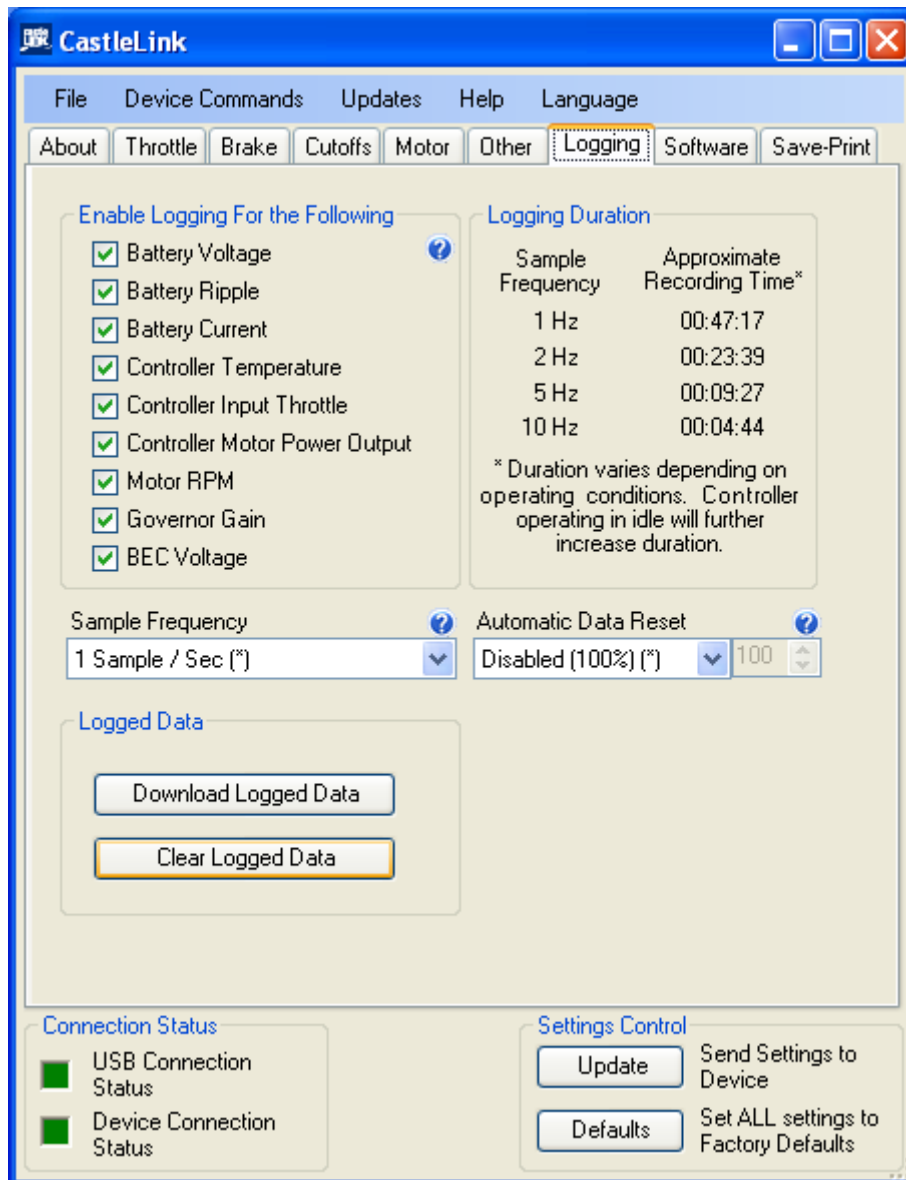 CastleLink
File Device Commands Updates Help Language
About Throttle Brake Cutoffs Motor Other Logging Software Save-Print
Enable Logging For the Following
Battery Voltage
Battery Ripple
Battery Current
Controller Temperature
Controller Input Throttle
Controller Motor Power Output
Motor RPM
Governor Gain
BEC Voltage
Logging Duration
Sample Frequency
Approximate Recording Time*
1 Hz 00:47:17
2 Hz 00:23:39
5 Hz 00:09:27
10 Hz 00:04:44
* Duration varies depending on
operating conditions. Controller
operating in idle will further
increase duration.
Sample Frequency
1 Sample / Sec (*)
Automatic Data Reset
Disabled (100%) (*) 100
Logged Data
Download Logged Data
Clear Logged Data
Connection Status
USB Connection
Status
Device Connection
Status
Settings Control
Update
Send Settings to
Device
Defaults
Set ALL settings to
Factory Defaults